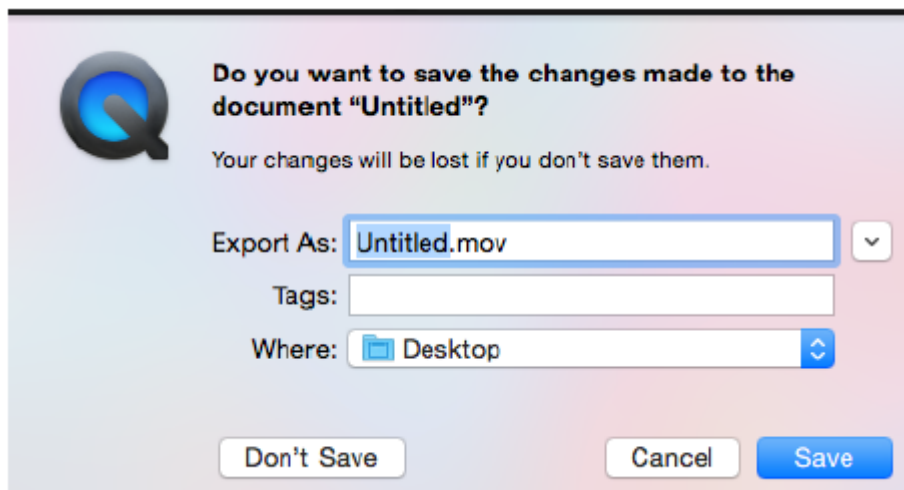 Do you want to save the changes made to the
document “Untitled”?
Your changes will be lost if you don’t save them.
Export As: Untitled.mov
Tags:
Where: Desktop
Don’t Save Cancel Save